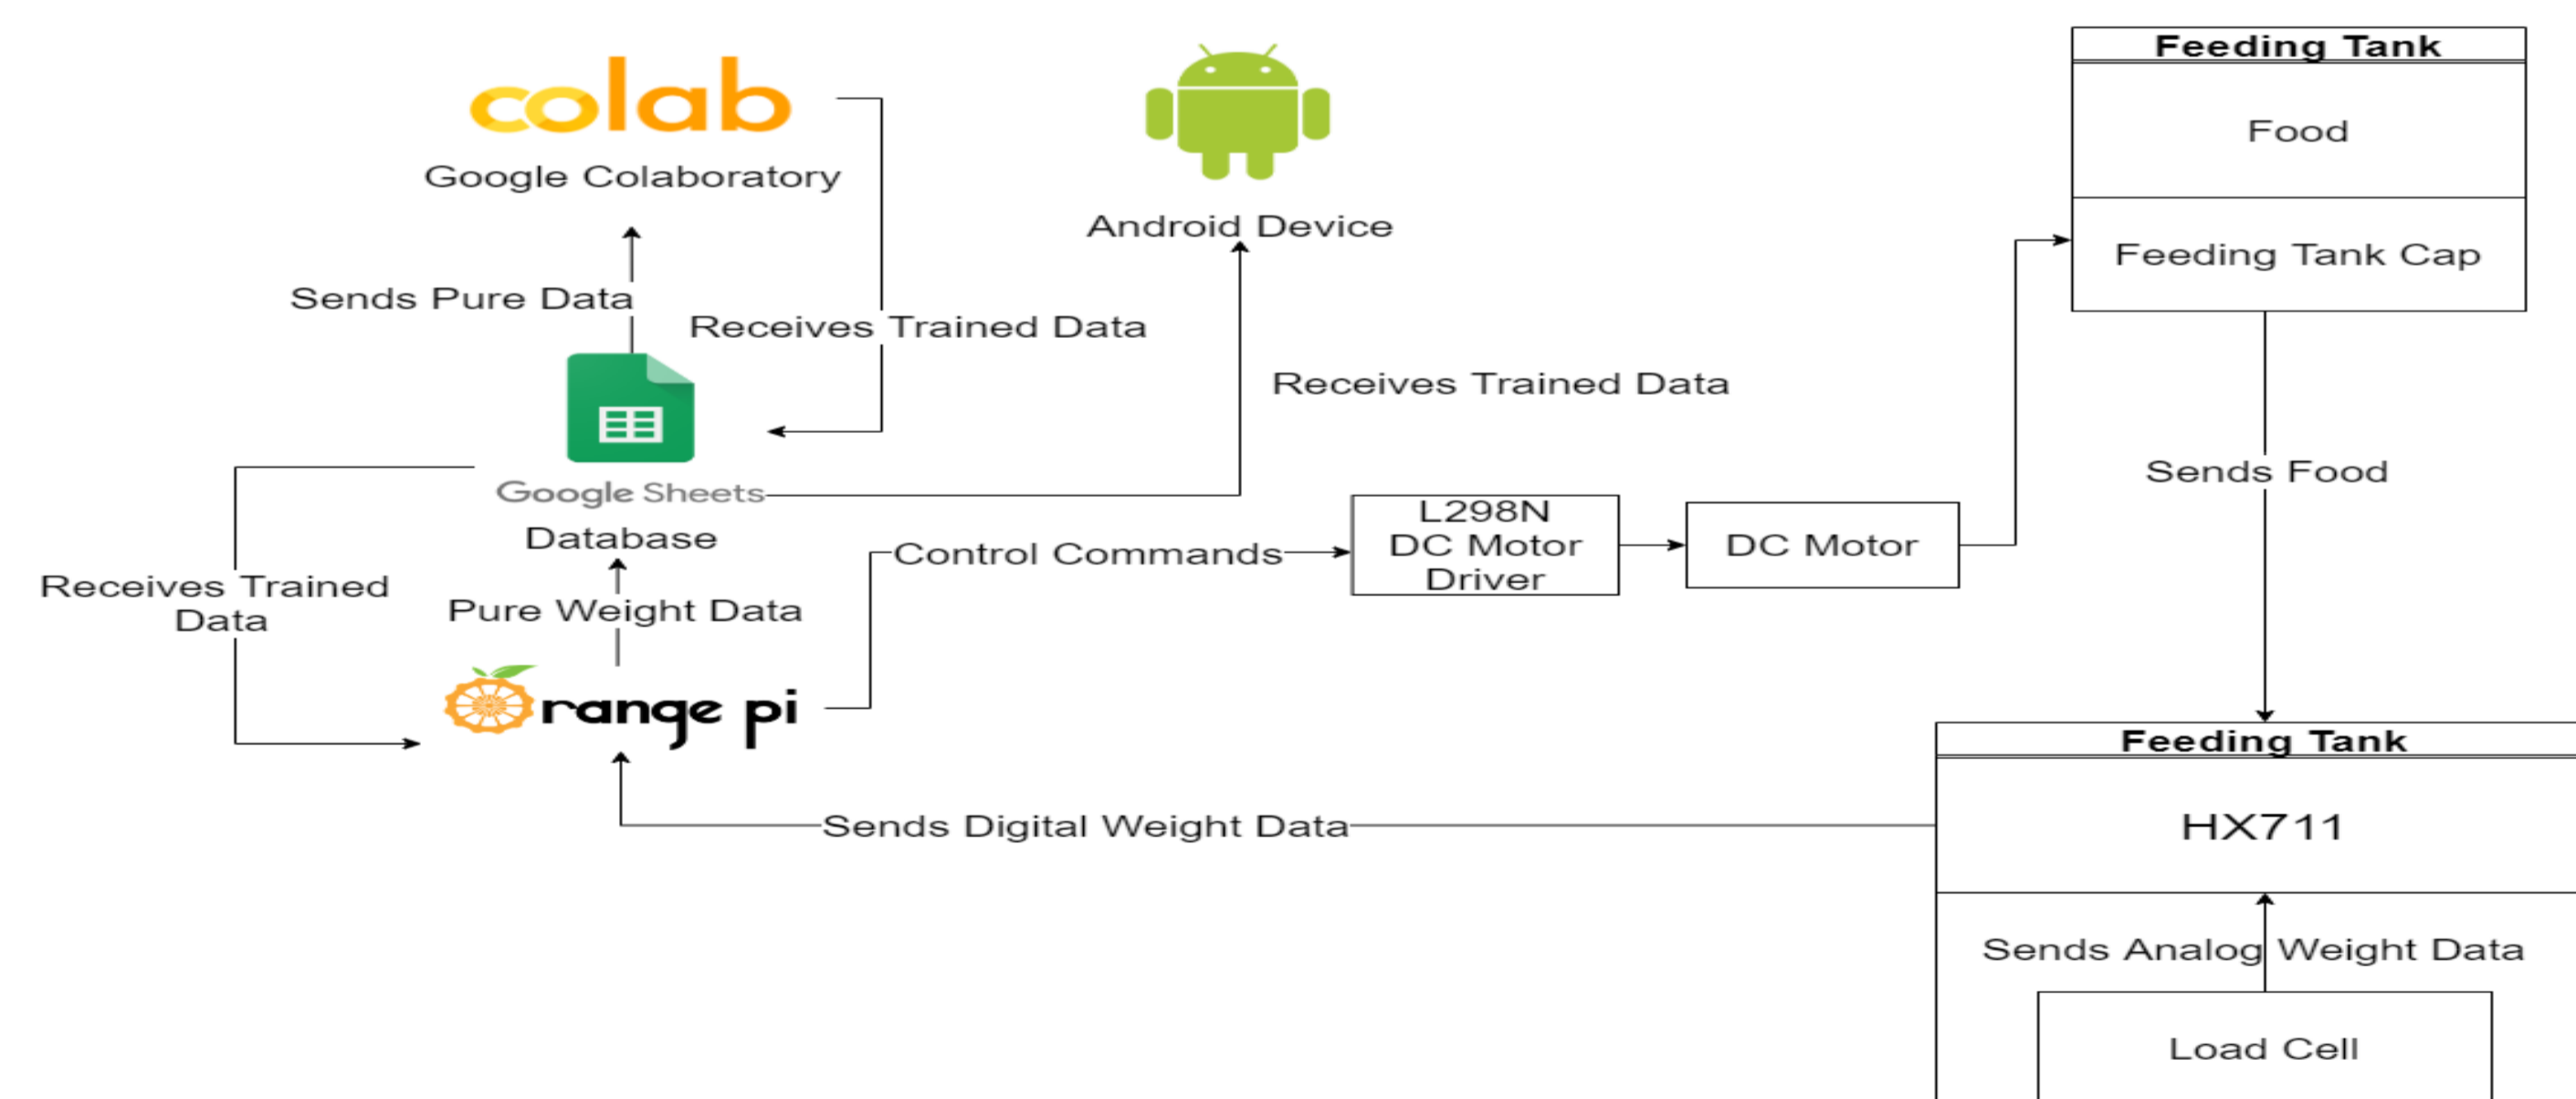 colab
Google Colaboratory
Sends Pure Data
Receives Trained Data
Android Device
Receives Trained Data
Google Sheets
Database
Receives Trained
Data
Pure Weight Data
range pi
Control Commands
L298N
DC Motor
Driver
DC Motor
Feeding Tank
Food
Feeding Tank Cap
Sends Food
Feeding Tank
HX711
Sends Digital Weight Data
Sends Analog Weight Data
Load Cell